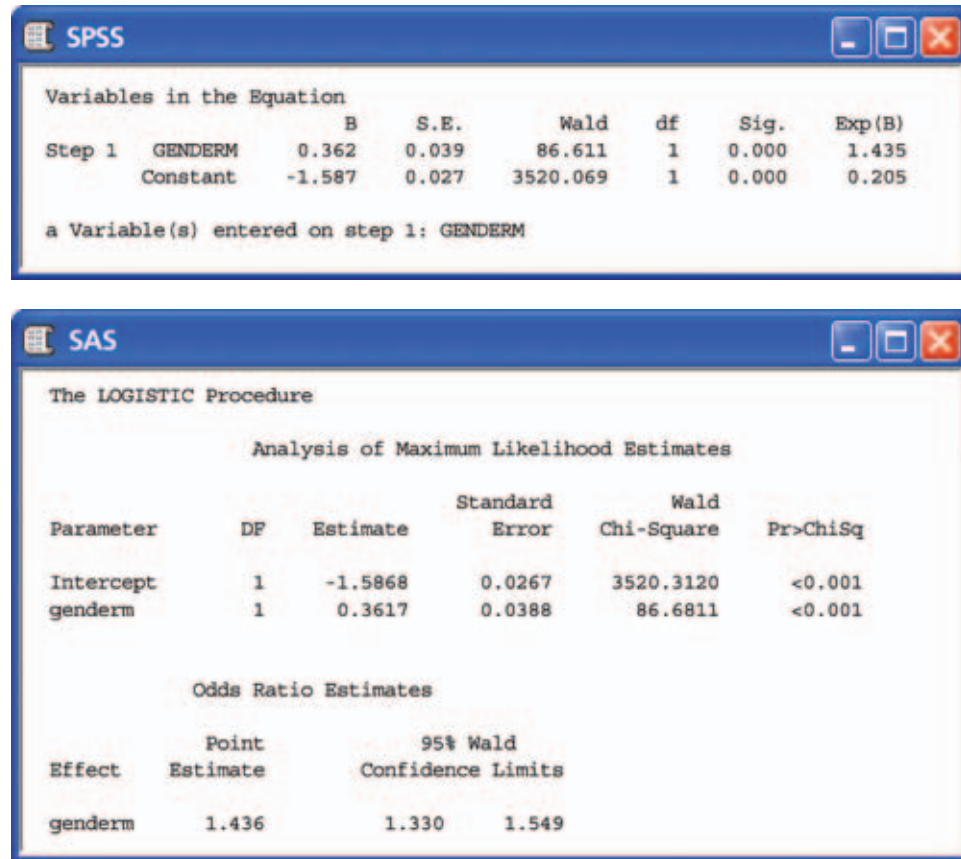 SPSS
Variables in the Equation
B S.E. Wald df Sig. Exp(B)
Step 1 GENDERM 0.362 0.039 86.611 1 0.000 1.435
Constant -1.587 0.027 3520.069 1 0.000 0.205
a Variable(s) entered on step 1: GENDERM
SAS
The LOGISTIC Procedure
Analysis of Maximum Likelihood Estimates
Standard Wald
Parameter DF Estimate Error Chi-Square Pr>ChiSq
Intercept 1 -1.5868 0.0267 3520.3120 <0.001
genderm 1 0.3617 0.0388 86.6811 <0.001
Odds Ratio Estimates
Point 95% Wald
Effect Estimate Confidence Limits
genderm 1.436 1.330 1.549